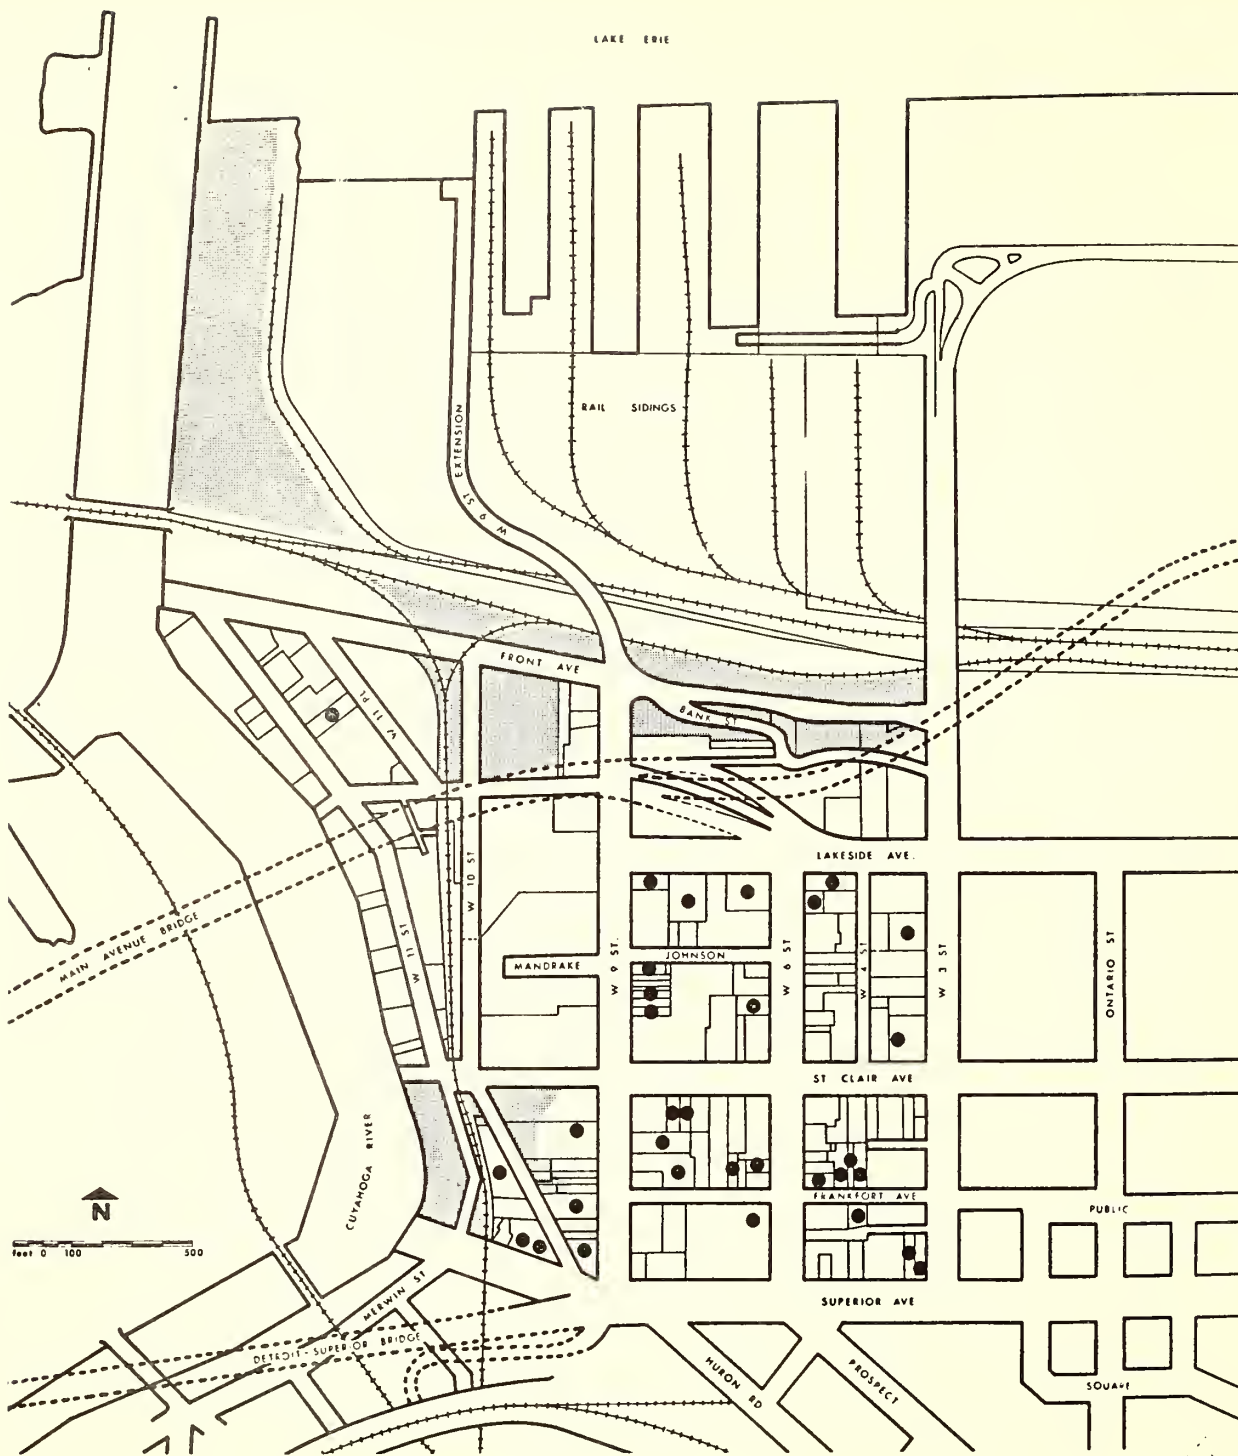 LAKE ERIE
RAIL SIDINGS
W 9 ST EXTENSION
FRONT AVE
W 11 PL
BANK ST
LAKESIDE AVE.
W 10 ST
MAIN AVENUE BRIDGE
W 11 ST
MANDRAKE
W 9 ST.
JOHNSON
W 6 ST
W 4 ST
W 3 ST
ONTARIO ST
ST CLAIR AVE
CUYAHOGA RIVER
N
feet 0 100 500
FRANKFORT AVE
PUBLIC
MERWIN ST
SUPERIOR AVE
DETROIT-SUPERIOR BRIDGE
HURON RD
PROSPECT
SQUARE